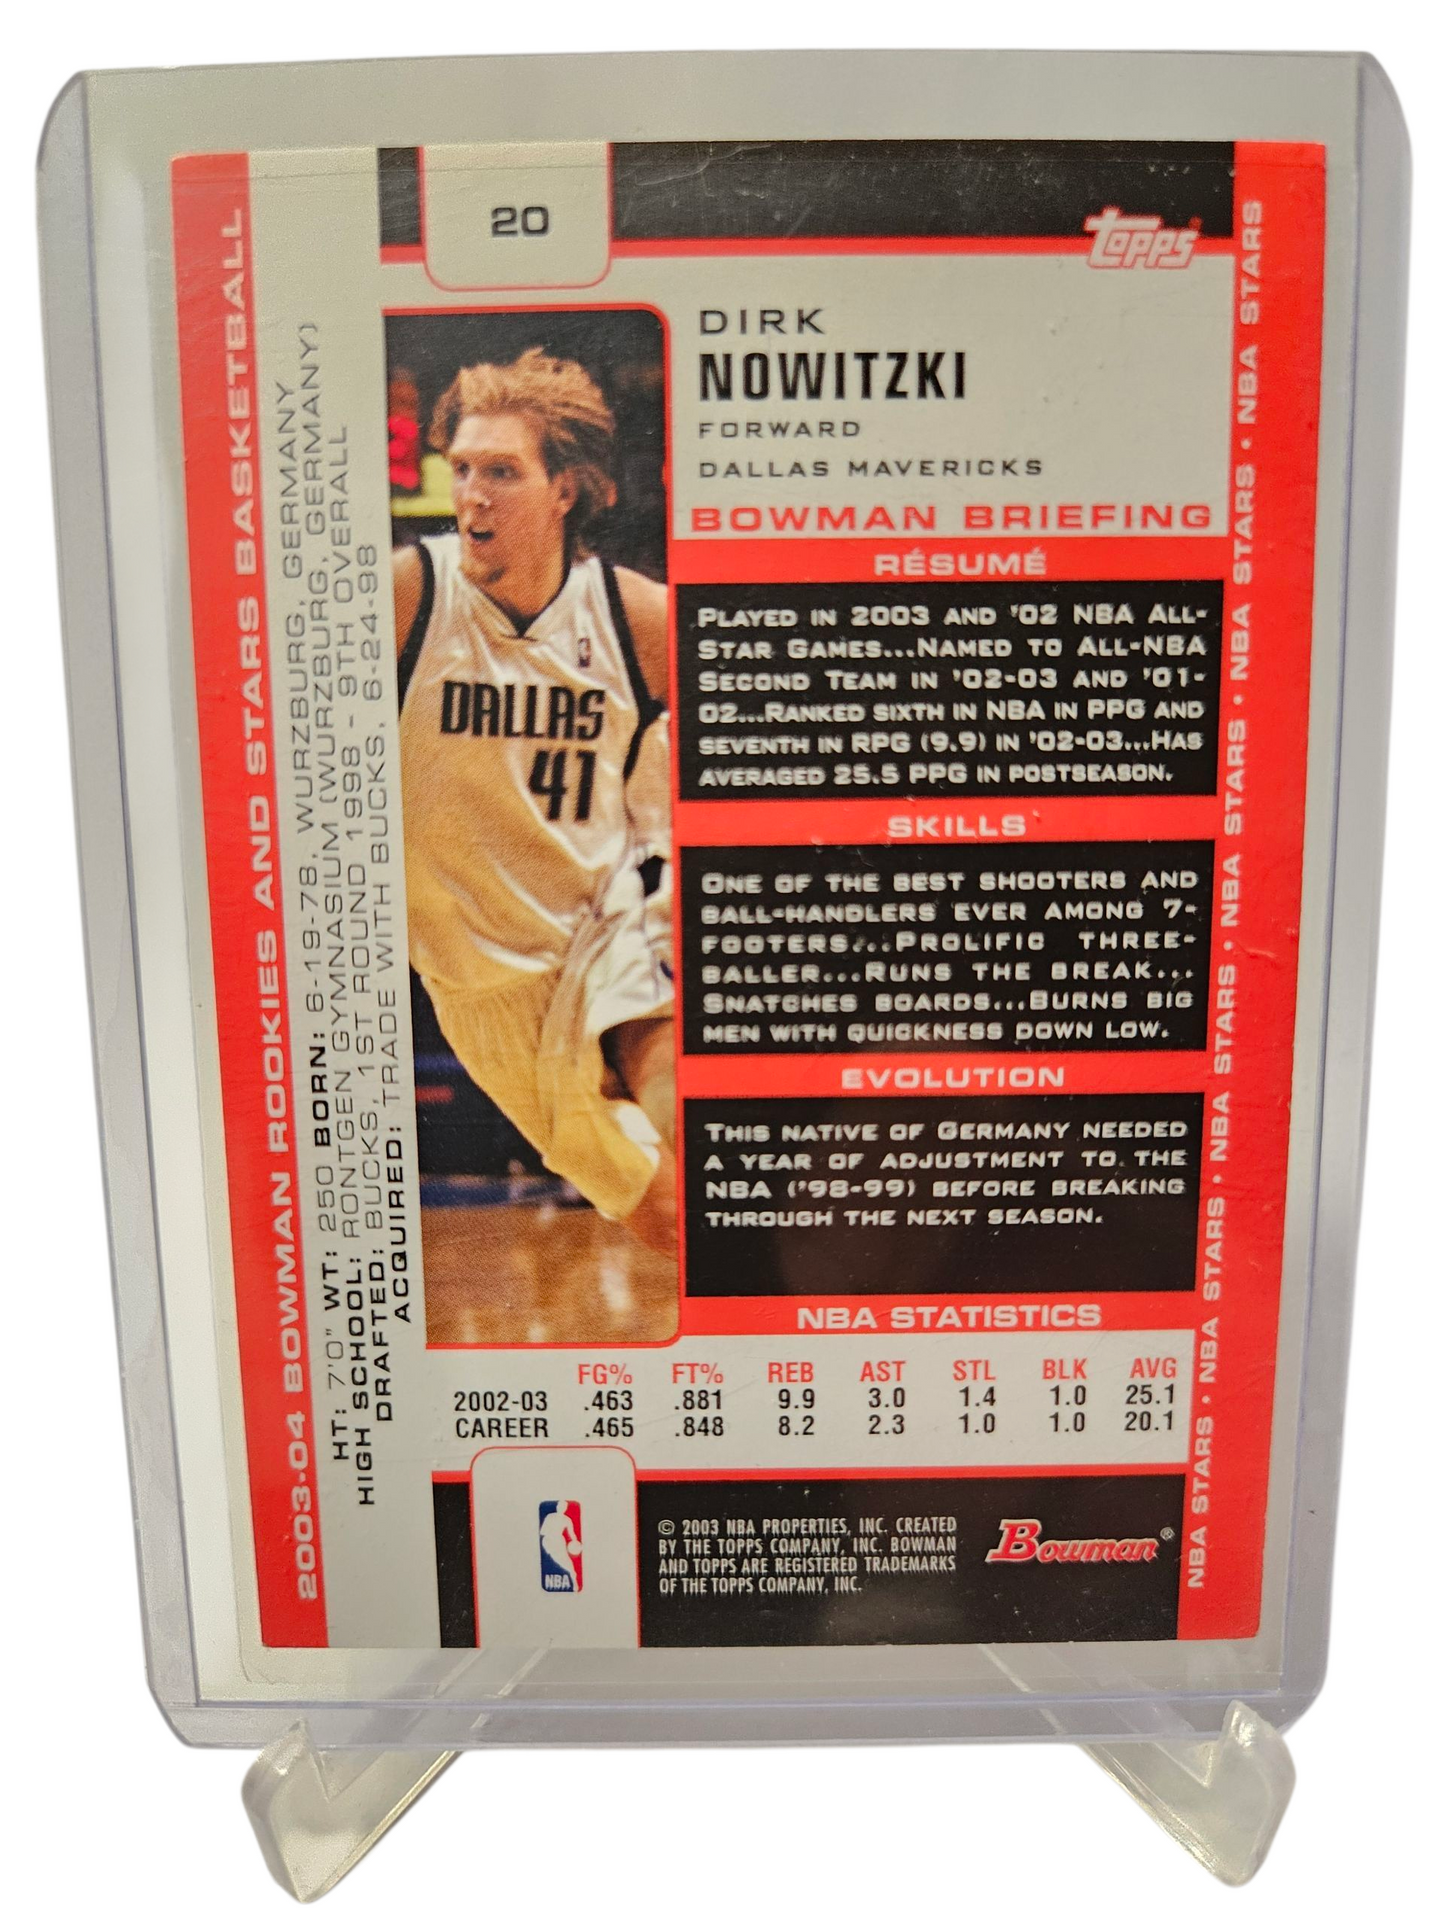 20
topps
DIRK
NOWITZKI
FORWARD
DALLAS MAVERICKS
BOWMAN BRIEFING
RÉSUMÉ
PLAYED IN 2003 AND '02 NBA ALL-
STAR GAMES...NAMED TO ALL-NBA
SECOND TEAM IN '02-03 AND '01-
02...RANKED SIXTH IN NBA IN PPG AND
SEVENTH IN RPG (9.9) IN '02-03...HAS
AVERAGED 25.5 PPG IN POSTSEASON.
SKILLS
ONE OF THE BEST SHOOTERS AND
BALL-HANDLERS EVER AMONG 7-
FOOTERS...PROLIFIC THREE-
BALLER...RUNS THE BREAK...
SNATCHES BOARDS...BURNS BIG
MEN WITH QUICKNESS DOWN LOW.
EVOLUTION
THIS NATIVE OF GERMANY NEEDED
A YEAR OF ADJUSTMENT TO THE
NBA ('98-99) BEFORE BREAKING
THROUGH THE NEXT SEASON.
NBA STATISTICS
FG% FT% REB AST STL BLK AVG
2002-03 .463 .881 9.9 3.0 1.4 1.0 25.1
CAREER .465 .848 8.2 2.3 1.0 1.0 20.1
NBA
© 2003 NBA PROPERTIES, INC. CREATED
BY THE TOPPS COMPANY, INC. BOWMAN
AND TOPPS ARE REGISTERED TRADEMARKS
OF THE TOPPS COMPANY, INC.
Bowman®
2003-04 BOWMAN ROOKIES AND STARS BASKETBALL
HT: 7'0" WT: 250 BORN: 6-19-78, WURZBURG, GERMANY
HIGH SCHOOL: RONTGEN GYMNASIUM (WURZBURG, GERMANY)
DRAFTED: BUCKS, 1ST ROUND 1998 - 9TH OVERALL
ACQUIRED: TRADE WITH BUCKS, 6-24-98
DALLAS
41
NBA STARS • NBA STARS • NBA STARS • NBA STARS • NBA STARS • NBA STARS • NBA STARS • NBA STARS • NBA STARS • NBA STARS • NBA STARS